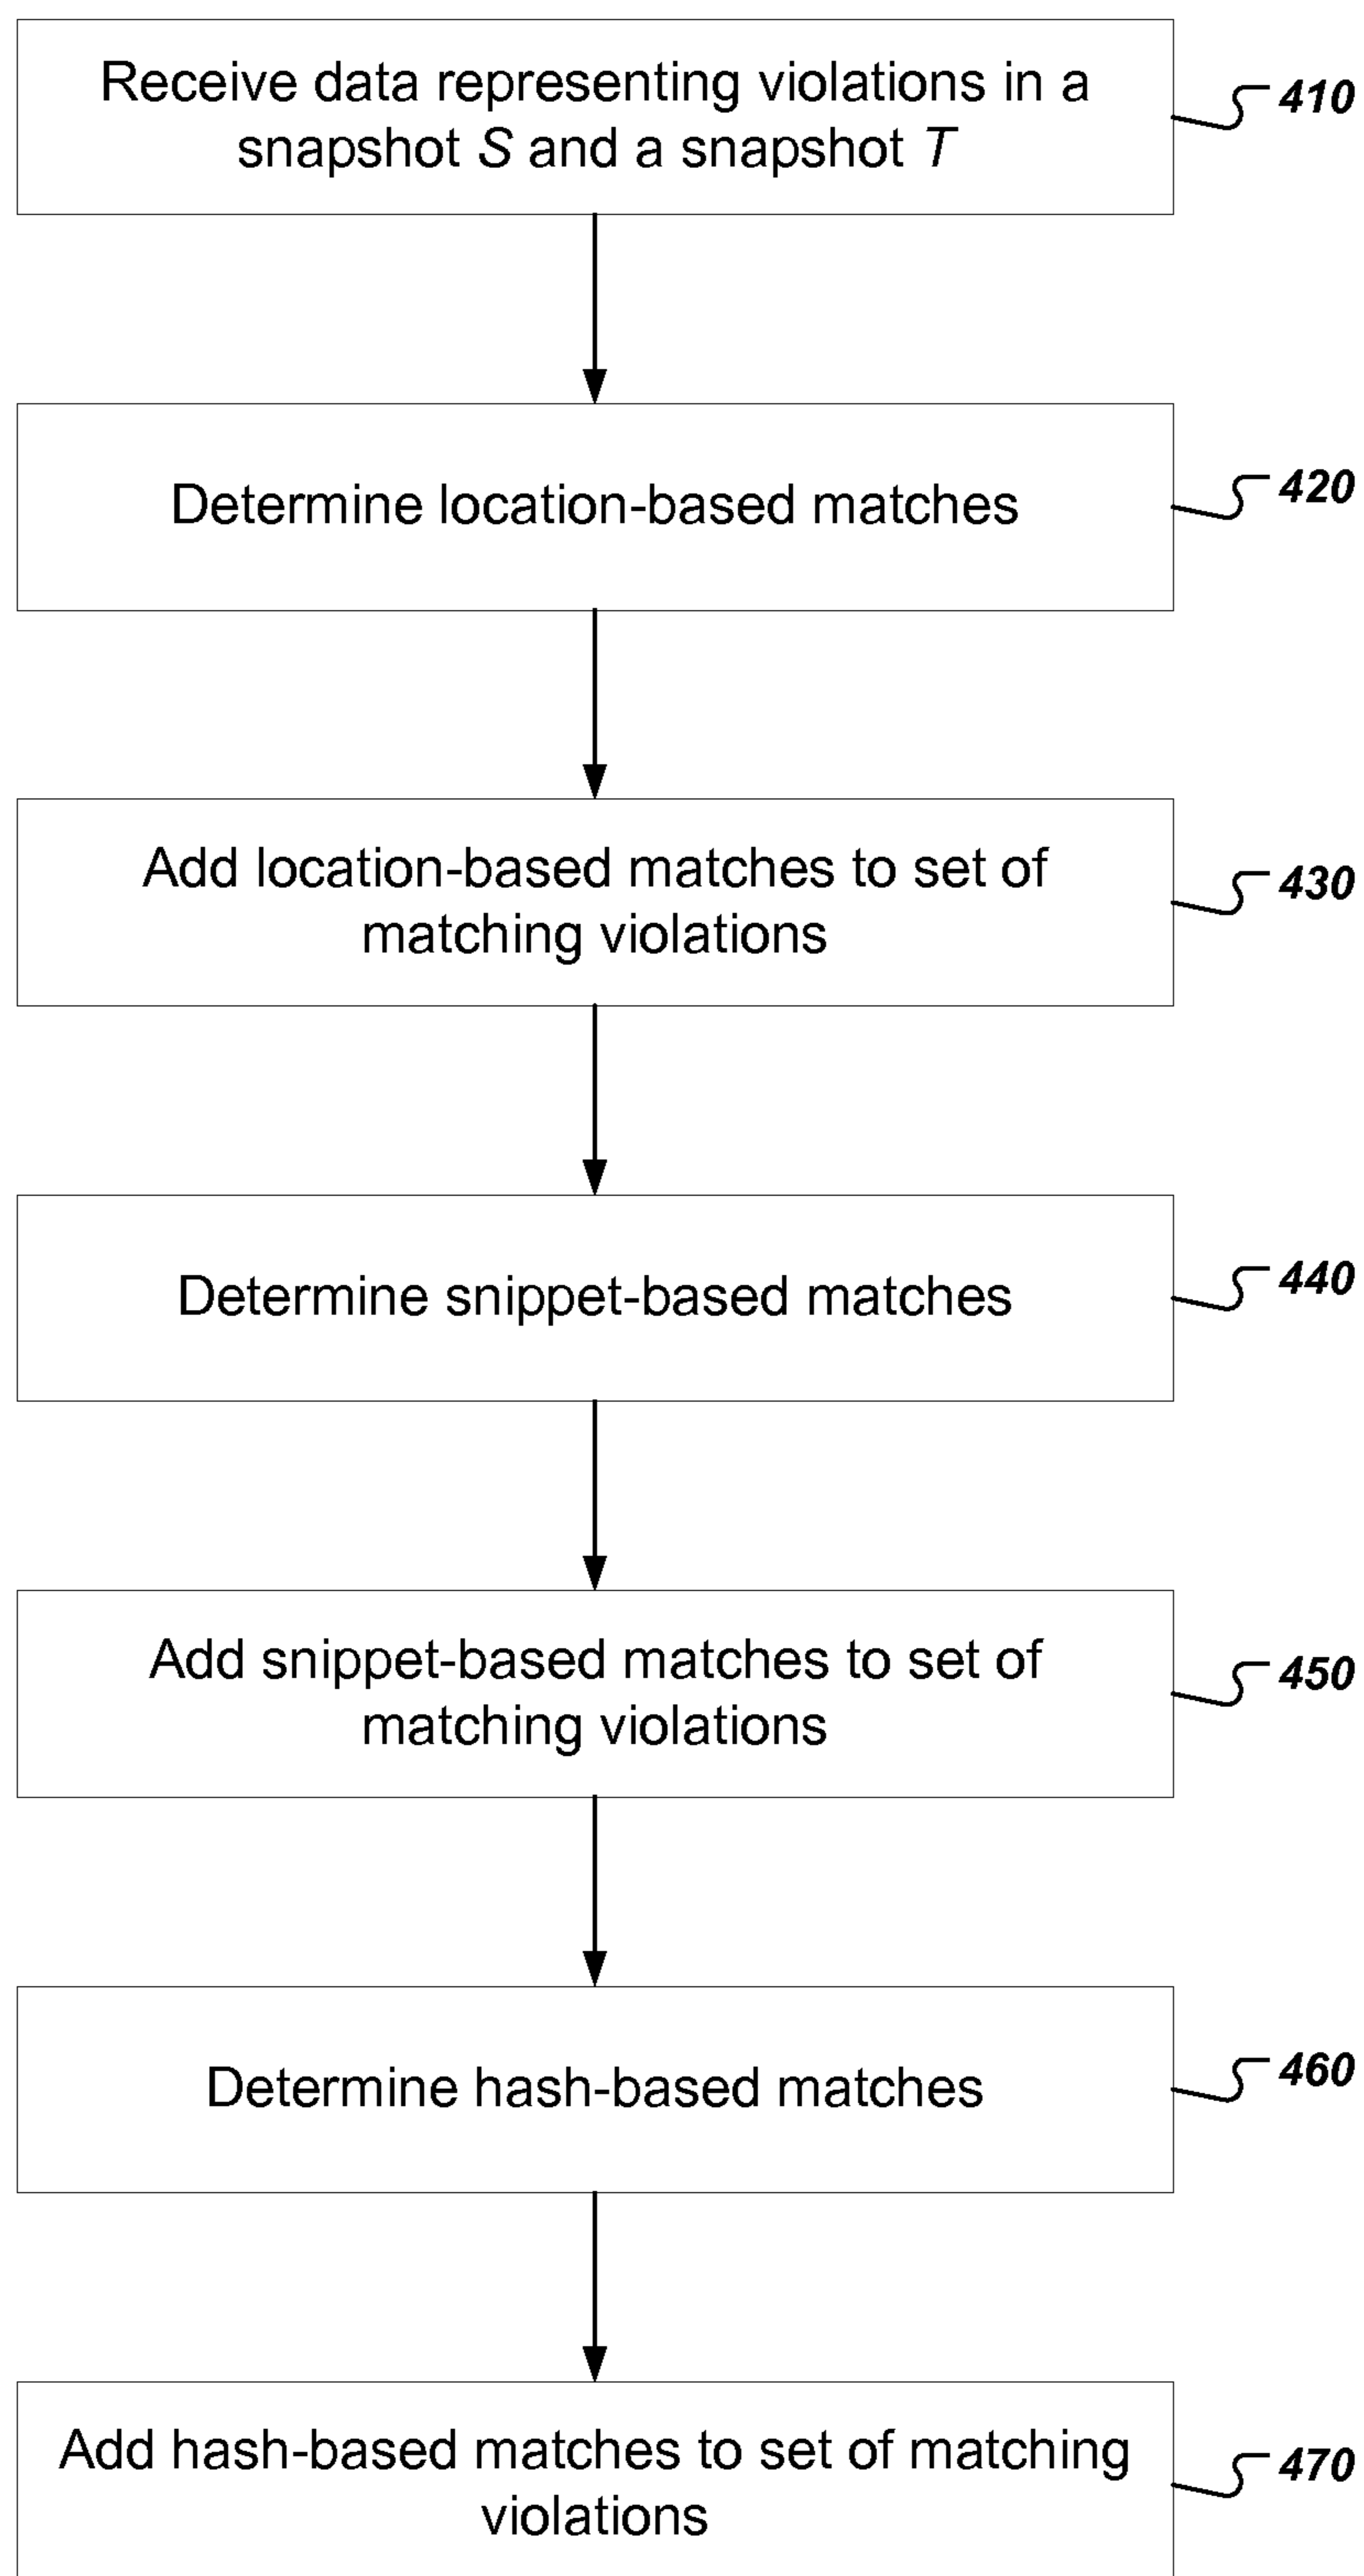 Receive data representing violations in a
snapshot S and a snapshot T
410
Determine location-based matches
420
Add location-based matches to set of
matching violations
430
Determine snippet-based matches
440
Add snippet-based matches to set of
matching violations
450
Determine hash-based matches
460
Add hash-based matches to set of matching
violations
470